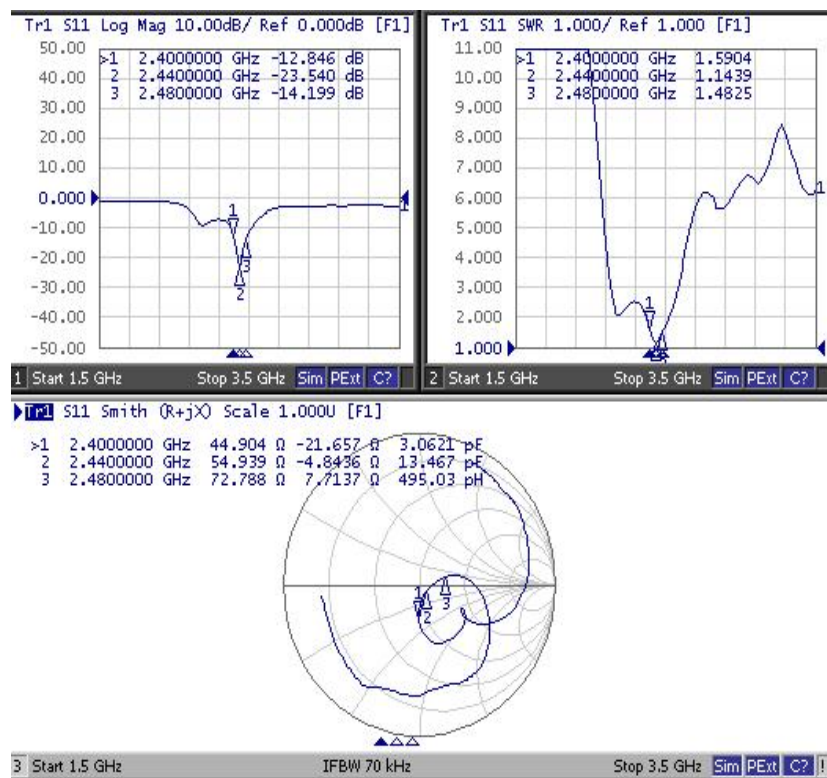 Tr1 S11 Log Mag 10.00dB/ Ref 0.000dB [F1]
50.00
40.00
30.00
20.00
10.00
0.000
-10.00
-20.00
-30.00
-40.00
-50.00
>1 2.4000000 GHz -12.846 dB
2 2.4400000 GHz -23.540 dB
3 2.4800000 GHz -14.199 dB
1
2
3
1
1 Start 1.5 GHz Stop 3.5 GHz Sim PExt C?
Tr1 S11 SWR 1.000/ Ref 1.000 [F1]
11.00
10.00
9.000
8.000
7.000
6.000
5.000
4.000
3.000
2.000
1.000
>1 2.4000000 GHz 1.5904
2 2.4400000 GHz 1.1439
3 2.4800000 GHz 1.4825
1
1
2 Start 1.5 GHz Stop 3.5 GHz Sim PExt C?
Tr1 S11 Smith (R+jX) Scale 1.000U [F1]
>1 2.4000000 GHz 44.904 Ω -21.657 Ω 3.0621 pF
2 2.4400000 GHz 54.939 Ω -4.8436 Ω 13.467 pF
3 2.4800000 GHz 72.788 Ω 7.7137 Ω 495.03 pH
1
2
3
3 Start 1.5 GHz IFBW 70 kHz Stop 3.5 GHz Sim PExt C? !